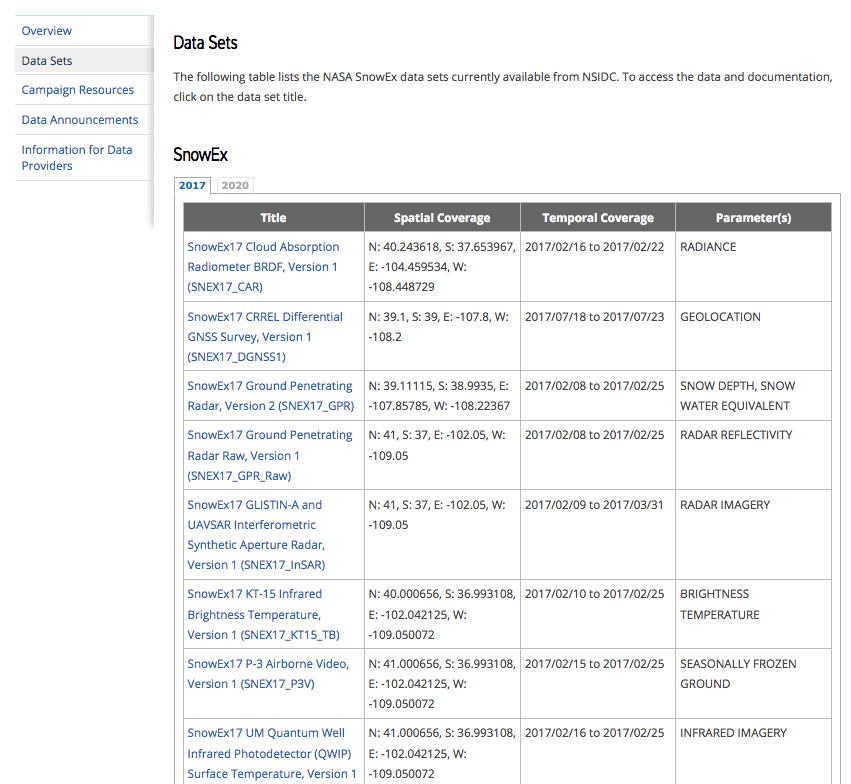 Overview
Data Sets
Campaign Resources
Data Announcements
Information for Data
Providers
Data Sets
The following table lists the NASA SnowEx data sets currently available from NSIDC. To access the data and documentation,
click on the data set title.
SnowEx
2017 2020
Title Spatial Coverage Temporal Coverage Parameter(s)
SnowEx17 Cloud Absorption N: 40.243618, S: 37.653967, 2017/02/16 to 2017/02/22 RADIANCE
Radiometer BRDF, Version 1 E: -104.459534, W:
(SNEX17_CAR) -108.448729
SnowEx17 CRREL Differential N: 39.1, S: 39, E: -107.8, W: 2017/07/18 to 2017/07/23 GEOLOCATION
GNSS Survey, Version 1 -108.2
(SNEX17_DGNSS1)
SnowEx17 Ground Penetrating N: 39.11115, S: 38.9935, E: 2017/02/08 to 2017/02/25 SNOW DEPTH, SNOW
Radar, Version 2 (SNEX17_GPR) -107.85785, W: -108.22367 WATER EQUIVALENT
SnowEx17 Ground Penetrating N: 41, S: 37, E: -102.05, W: 2017/02/08 to 2017/02/25 RADAR REFLECTIVITY
Radar Raw, Version 1 -109.05
(SNEX17_GPR_Raw)
SnowEx17 GLISTIN-A and N: 41, S: 37, E: -102.05, W: 2017/02/09 to 2017/03/31 RADAR IMAGERY
UAVSAR Interferometric -109.05
Synthetic Aperture Radar,
Version 1 (SNEX17_InSAR)
SnowEx17 KT-15 Infrared N: 40.000656, S: 36.993108, 2017/02/10 to 2017/02/25 BRIGHTNESS
Brightness Temperature, E: -102.042125, W: TEMPERATURE
Version 1 (SNEX17_KT15_TB) -109.050072
SnowEx17 P-3 Airborne Video, N: 41.000656, S: 36.993108, 2017/02/15 to 2017/02/25 SEASONALLY FROZEN
Version 1 (SNEX17_P3V) E: -102.042125, W: GROUND
-109.050072
SnowEx17 UM Quantum Well N: 41.000656, S: 36.993108, 2017/02/16 to 2017/02/25 INFRARED IMAGERY
Infrared Photodetector (QWIP) E: -102.042125, W:
Surface Temperature, Version 1 -109.050072